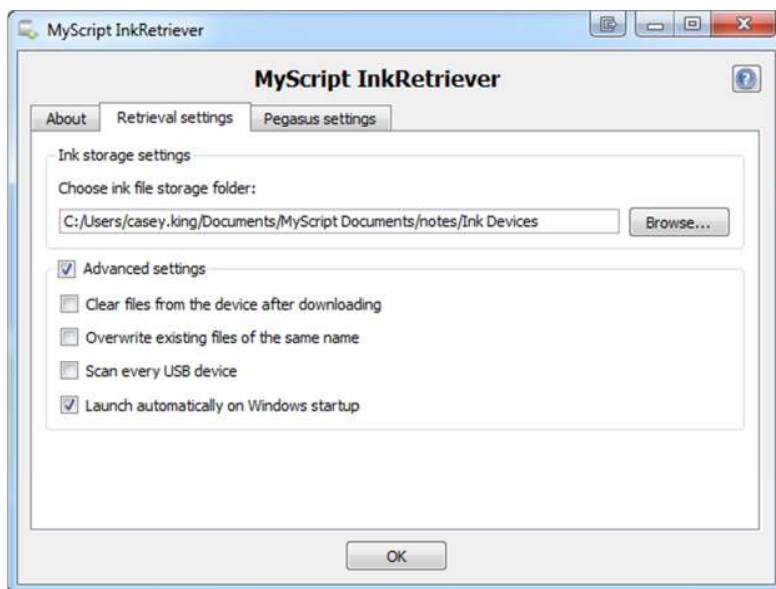 MyScript InkRetriever
MyScript InkRetriever
About Retrieval settings Pegasus settings
Ink storage settings
Choose ink file storage folder:
C:/Users/casey.king/Documents/MyScript Documents/notes/Ink Devices Browse...
Advanced settings
Clear files from the device after downloading
Overwrite existing files of the same name
Scan every USB device
Launch automatically on Windows startup
OK